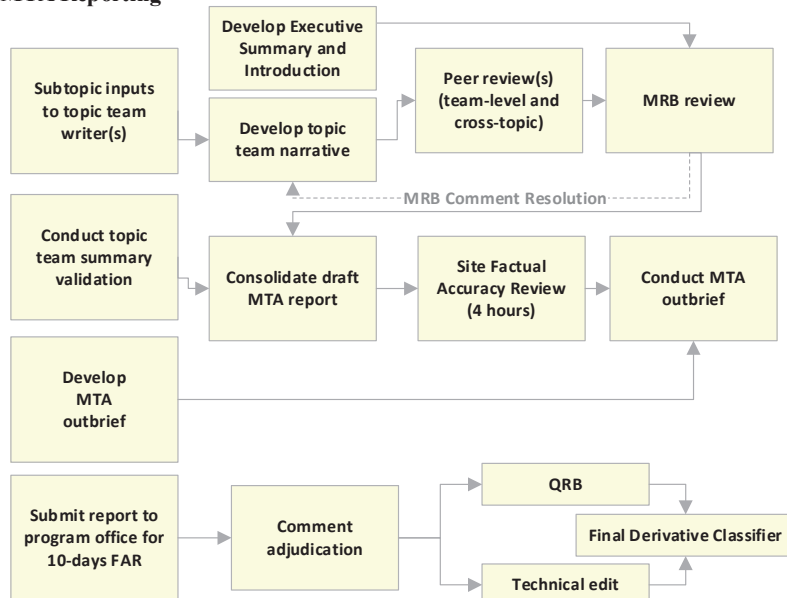 Develop Executive
Summary and
Introduction
Subtopic inputs
to topic team
writer(s)
Develop topic
team narrative
Peer review(s)
(team-level and
cross-topic)
MRB review
MRB Comment Resolution
Conduct topic
team summary
validation
Consolidate draft
MTA report
Site Factual
Accuracy Review
(4 hours)
Conduct MTA
outbrief
Develop
MTA
outbrief
Submit report to
program office for
10-days FAR
Comment
adjudication
QRB
Final Derivative Classifier
Technical edit